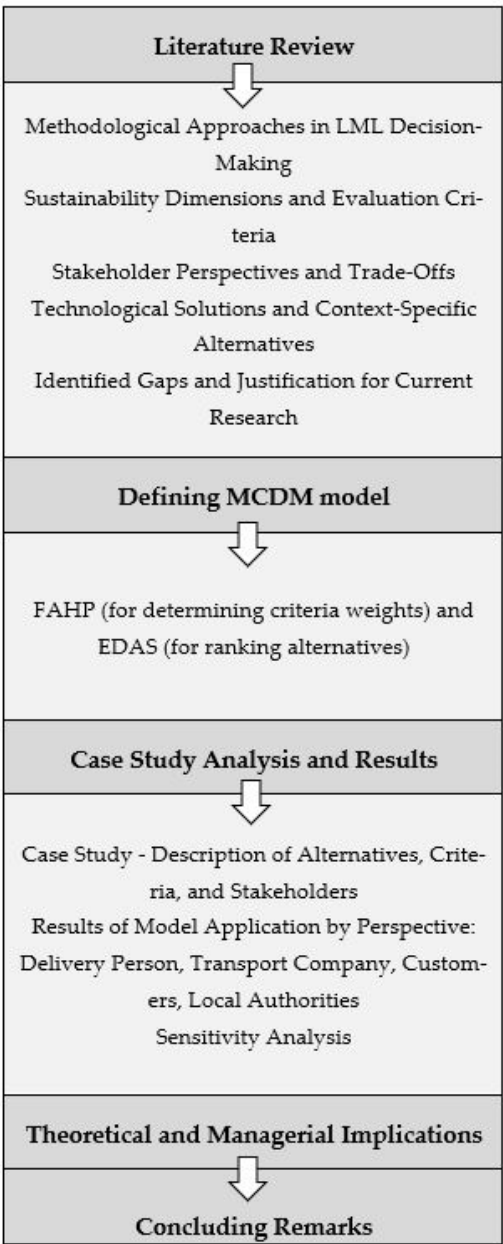 Literature Review
Methodological Approaches in LML Decision-
Making
Sustainability Dimensions and Evaluation Cri-
teria
Stakeholder Perspectives and Trade-Offs
Technological Solutions and Context-Specific
Alternatives
Identified Gaps and Justification for Current
Research
Defining MCDM model
FAHP (for determining criteria weights) and
EDAS (for ranking alternatives)
Case Study Analysis and Results
Case Study - Description of Alternatives, Crite-
ria, and Stakeholders
Results of Model Application by Perspective:
Delivery Person, Transport Company, Custom-
ers, Local Authorities
Sensitivity Analysis
Theoretical and Managerial Implications
Concluding Remarks